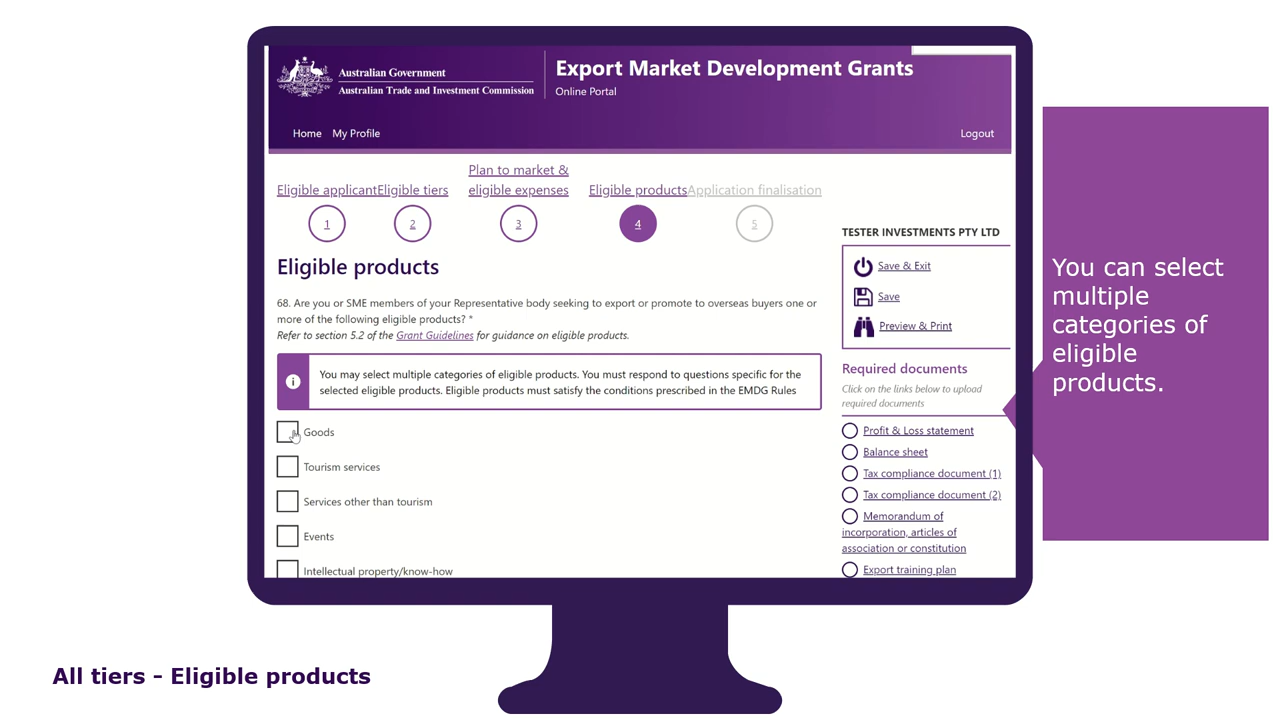 Australian Government
Australian Trade and Investment Commission
Export Market Development Grants
Online Portal
Home My Profile
Logout
Eligible applicant
Eligible tiers
Plan to market &
eligible expenses
Eligible products
Application finalisation
1
2
3
4
5
Eligible products
68. Are you or SME members of your Representative body seeking to export or promote to overseas buyers one or
more of the following eligible products? *
Refer to section 5.2 of the Grant Guidelines for guidance on eligible products.
i
You may select multiple categories of eligible products. You must respond to questions specific for the
selected eligible products. Eligible products must satisfy the conditions prescribed in the EMDG Rules
Goods
Tourism services
Services other than tourism
Events
Intellectual property/know-how
TESTER INVESTMENTS PTY LTD
Save & Exit
Save
Preview & Print
Required documents
Click on the links below to upload
required documents
Profit & Loss statement
Balance sheet
Tax compliance document (1)
Tax compliance document (2)
Memorandum of
incorporation, articles of
association or constitution
Export training plan
You can select
multiple
categories of
eligible
products.
All tiers - Eligible products